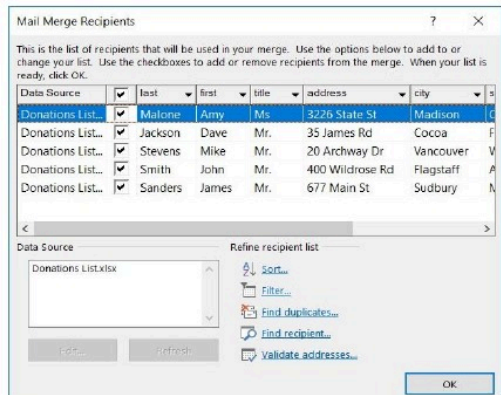 Mail Merge Recipients
This is the list of recipients that will be used in your merge. Use the options below to add to or
change your list. Use the checkboxes to add or remove recipients from the merge. When your list is
ready, click OK.
Data Source last first title address city s
Donations List... Malone Amy Ms 3226 State St Madison
Donations List... Jackson Dave Mr. 35 James Rd Cocoa F
Donations List... Stevens Mike Mr. 20 Archway Dr Vancouver
Donations List... Smith John Mr. 400 Wildrose Rd Flagstaff A
Donations List... Sanders James Mr. 677 Main St Sudbury
Data Source Refine recipient list
Donations List.xlsx
Sort...
Filter...
Find duplicates...
Find recipient...
Edit... Refresh
Validate addresses...
OK